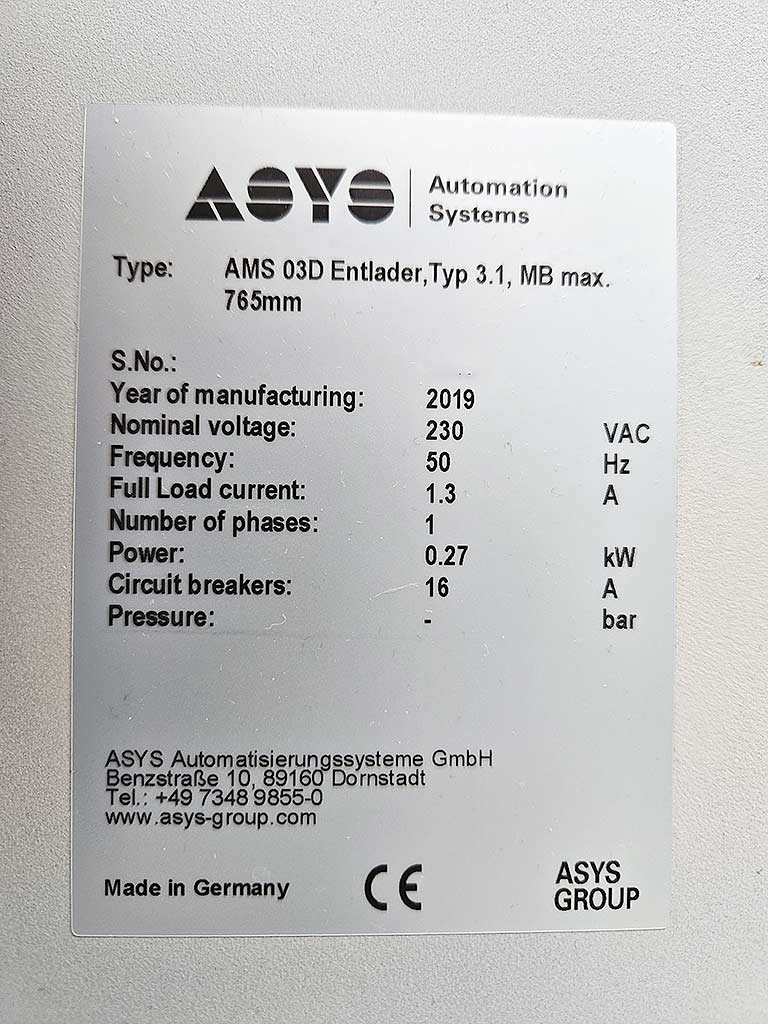 ASYS Automation
Systems
Type: AMS 03D Entlader,Typ 3.1, MB max.
765mm
S.No.:
Year of manufacturing: 2019
Nominal voltage: 230 VAC
Frequency: 50 Hz
Full Load current: 1.3 A
Number of phases: 1
Power: 0.27 kW
Circuit breakers: 16 A
Pressure: - bar
ASYS Automatisierungssysteme GmbH
Benzstraße 10, 89160 Dornstadt
Tel.: +49 7348 9855-0
www.asys-group.com
Made in Germany CE ASYS
GROUP